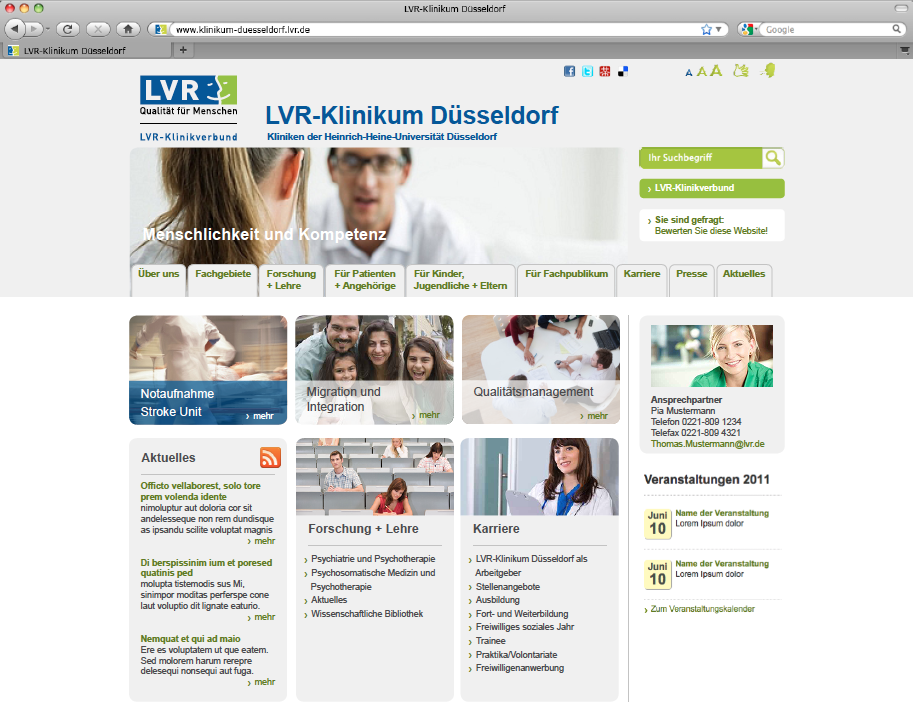 LVR-Klinikum Düsseldorf
www.klinikum-duesseldorf.lvr.de
Google
LVR-Klinikum Düsseldorf
LVR
Qualität für Menschen
LVR-Klinikverbund
A A A
LVR-Klinikum Düsseldorf
Kliniken der Heinrich-Heine-Universität Düsseldorf
Menschlichkeit und Kompetenz
Ihr Suchbegriff
› LVR-Klinikverbund
› Sie sind gefragt:
Bewerten Sie diese Website!
Über uns
Fachgebiete
Forschung
+ Lehre
Für Patienten
+ Angehörige
Für Kinder,
Jugendliche + Eltern
Für Fachpublikum
Karriere
Presse
Aktuelles
Notaufnahme
Stroke Unit
› mehr
Migration und
Integration
› mehr
Qualitätsmanagement
› mehr
Ansprechpartner
Pia Mustermann
Telefon 0221-809 1234
Telefax 0221-809 4321
Thomas.Mustermann@lvr.de
Aktuelles
Officto vellaborest, solo tore
prem volenda idente
nimoluptur aut doloria cor sit
andelesseque non rem dundisque
as ipsandu scilite voluptat magnis
› mehr
Di berspissinim ium et poresed
quatinis ped
molupta tistemodis sus Mi,
sinimpor moditas perferspe cone
laut voluptio dit lignate eaturio.
› mehr
Nemquat et qui ad maio
Ere es voluptatem ut que eatem.
Sed molorem harum rerepre
delesequi nonsequi aut fuga.
› mehr
Forschung + Lehre
› Psychiatrie und Psychotherapie
› Psychosomatische Medizin und
Psychotherapie
› Aktuelles
› Wissenschaftliche Bibliothek
Karriere
› LVR-Klinikum Düsseldorf als
Arbeitgeber
› Stellenangebote
› Ausbildung
› Fort- und Weiterbildung
› Freiwilliges soziales Jahr
› Trainee
› Praktika/Volontariate
› Freiwilligenanwerbung
Veranstaltungen 2011
Juni
10
Name der Veranstaltung
Lorem Ipsum dolor
Juni
10
Name der Veranstaltung
Lorem Ipsum dolor
› Zum Veranstaltungskalender